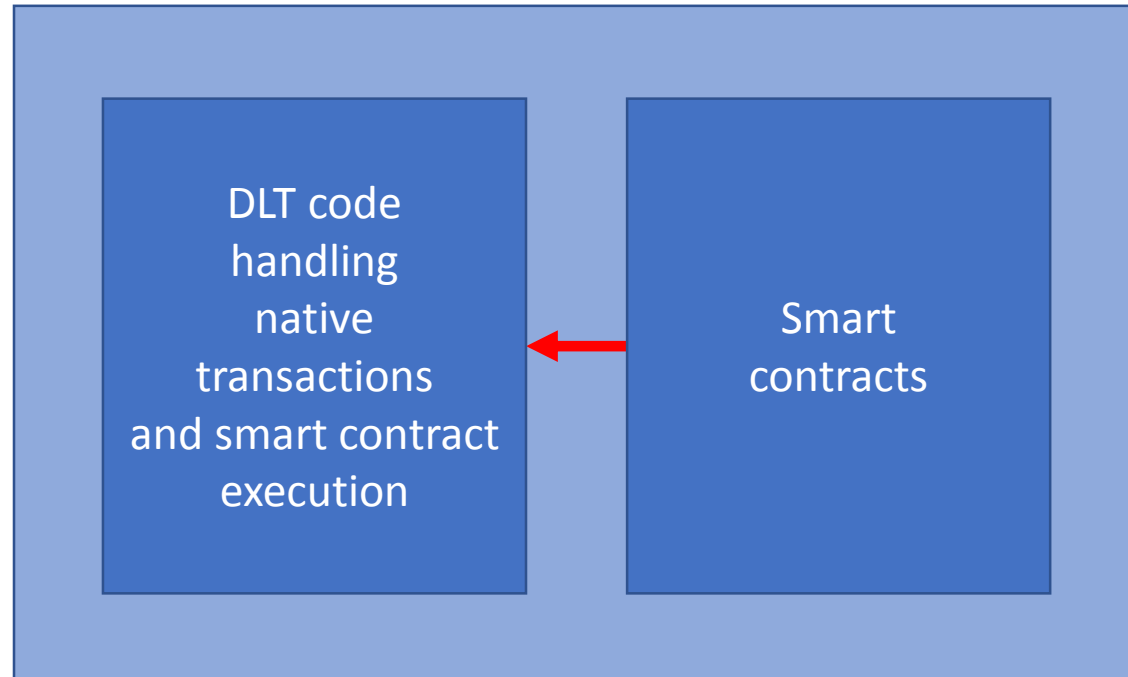 DLT code
handling
native
transactions
and smart contract
execution
Smart
contracts